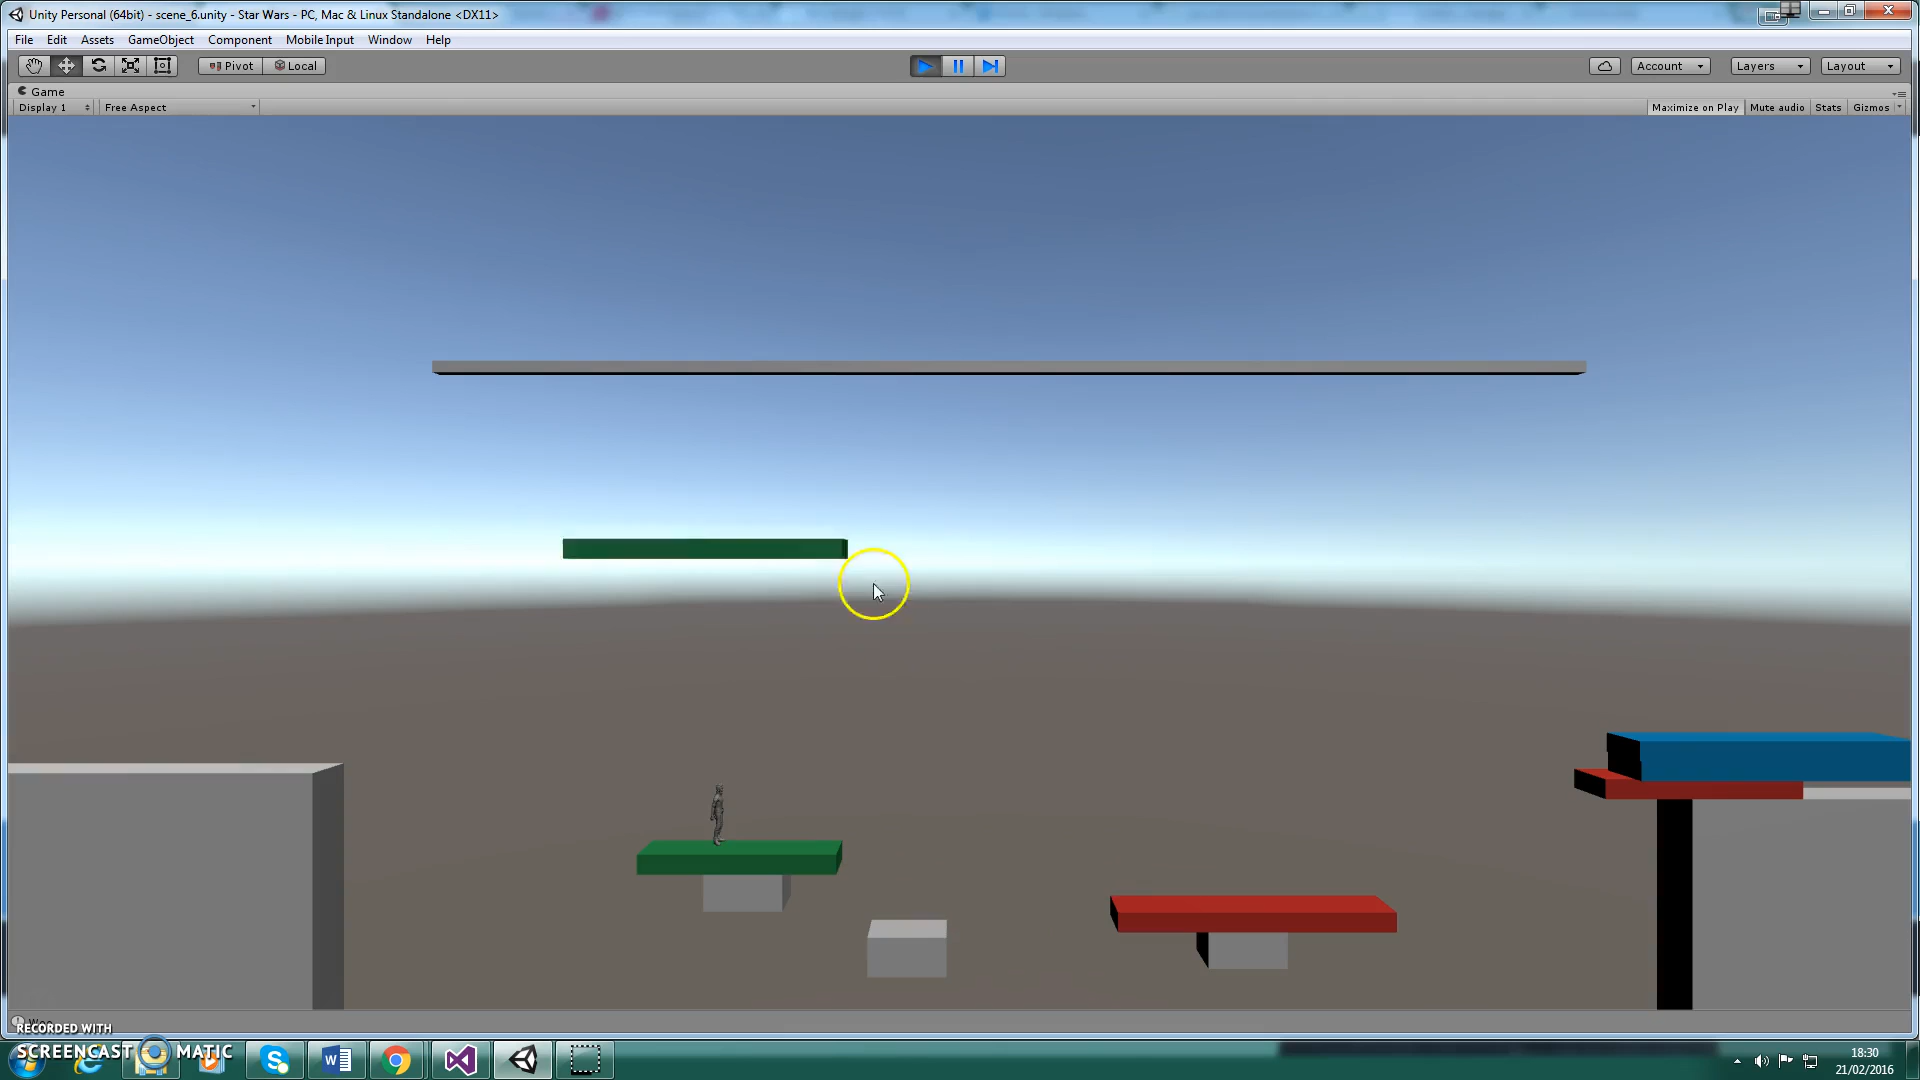 Unity Personal (64bit) - scene_6.unity - Star Wars - PC, Mac & Linux Standalone <DX11>
File Edit Assets GameObject Component Mobile Input Window Help
Pivot Local Account Layers Layout
Game
Display 1 Free Aspect Maximize on Play Mute audio Stats Gizmos
RECORDED WITH
SCREENCAST MATIC
18:30
21/02/2016